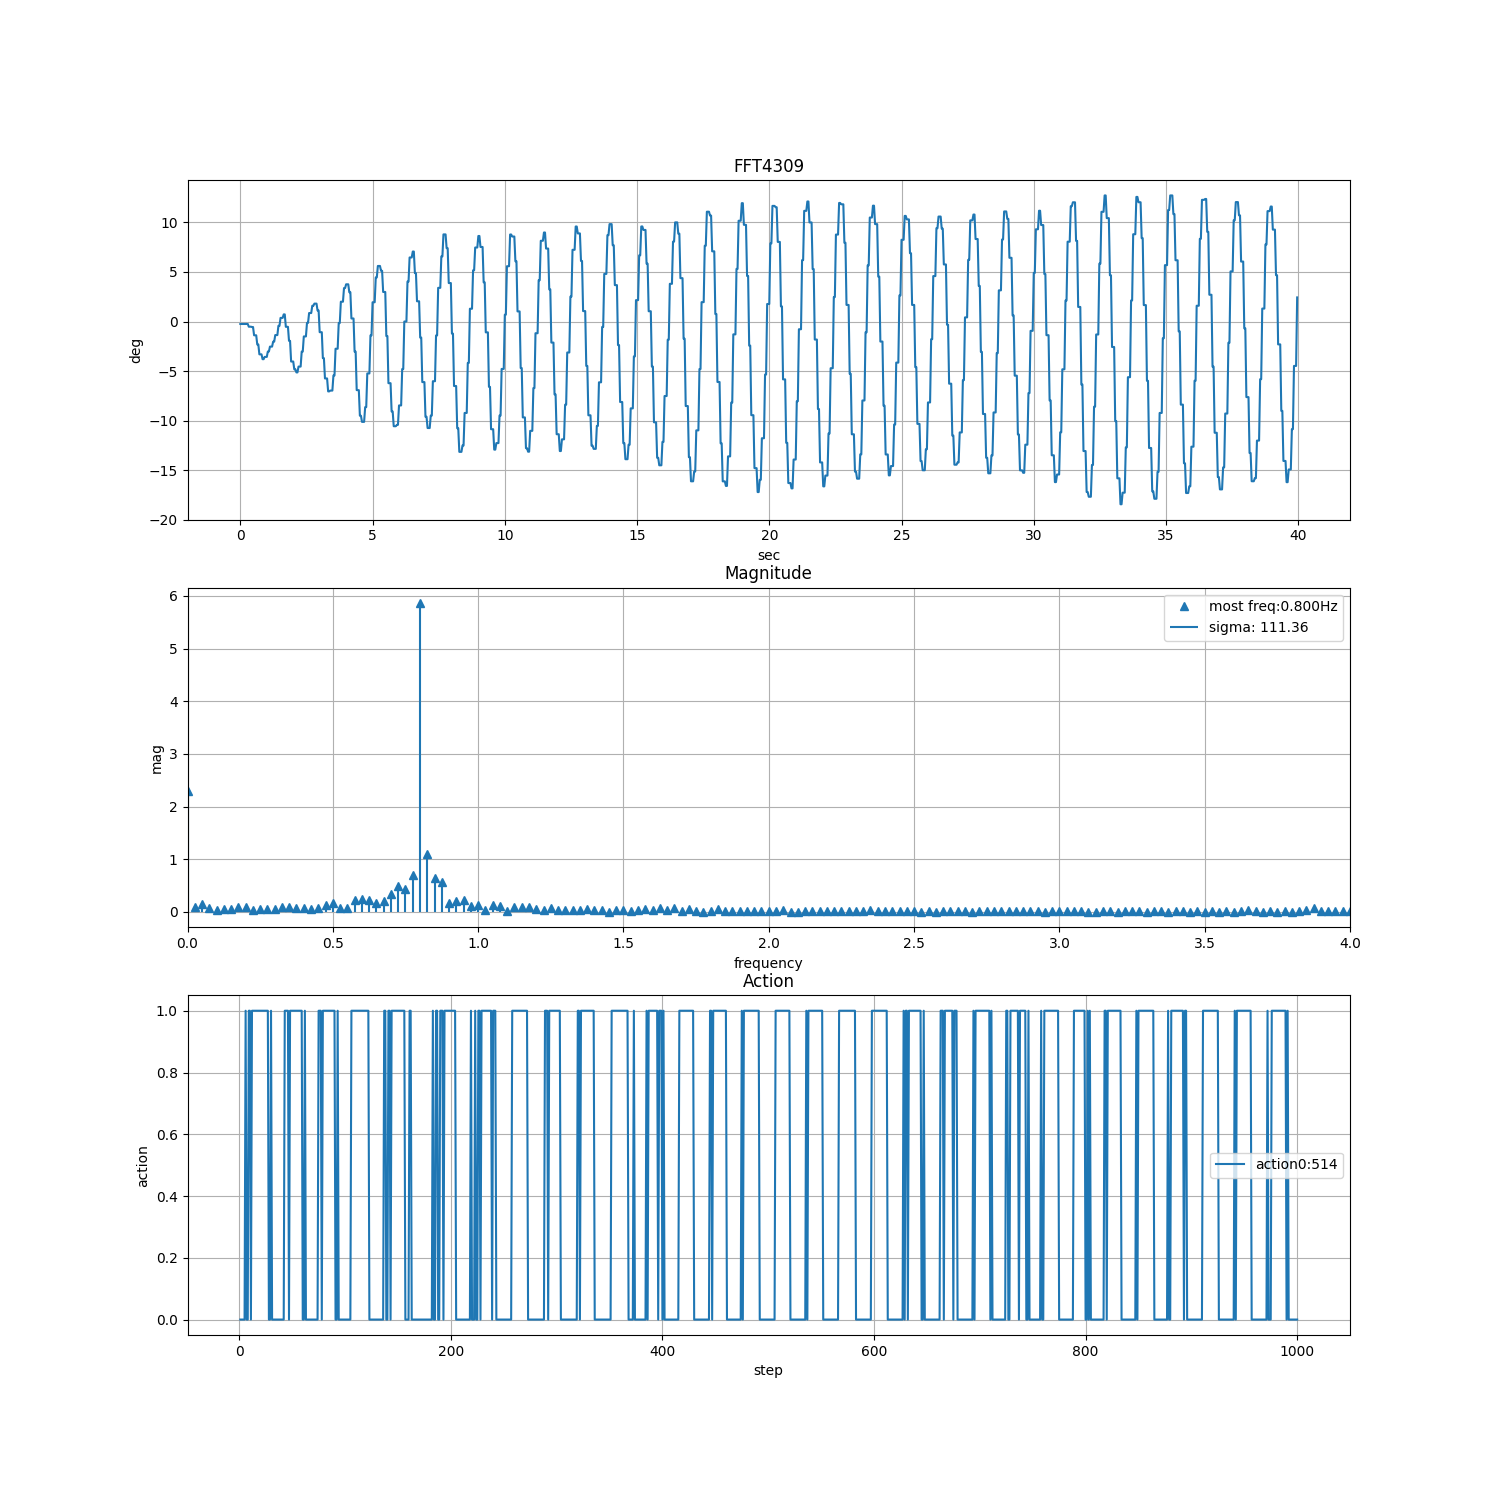 FFT4309
10
5
0
−5
−10
−15
−20
deg
0 5 10 15 20 25 30 35 40
sec
Magnitude
6
5
4
3
2
1
0
mag
most freq:0.800Hz
sigma: 111.36
0.0 0.5 1.0 1.5 2.0 2.5 3.0 3.5 4.0
frequency
Action
1.0
0.8
0.6
0.4
0.2
0.0
action
action0:514
0 200 400 600 800 1000
step